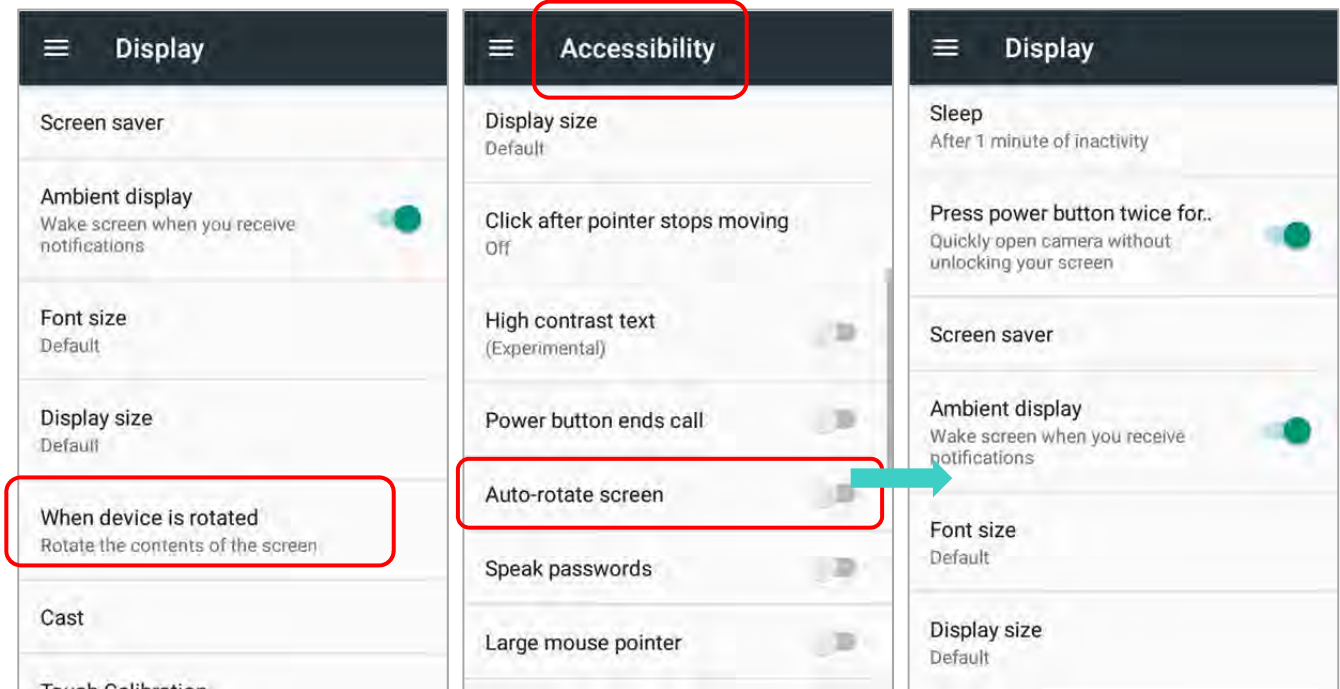 Display
Screen saver
Ambient display
Wake screen when you receive
notifications
Font size
Default
Display size
Default
When device is rotated
Rotate the contents of the screen
Cast
Touch Calibration
Accessibility
Display size
Default
Click after pointer stops moving
Off
High contrast text
(Experimental)
Power button ends call
Auto-rotate screen
Speak passwords
Large mouse pointer
Display
Sleep
After 1 minute of inactivity
Press power button twice for..
Quickly open camera without
unlocking your screen
Screen saver
Ambient display
Wake screen when you receive
notifications
Font size
Default
Display size
Default